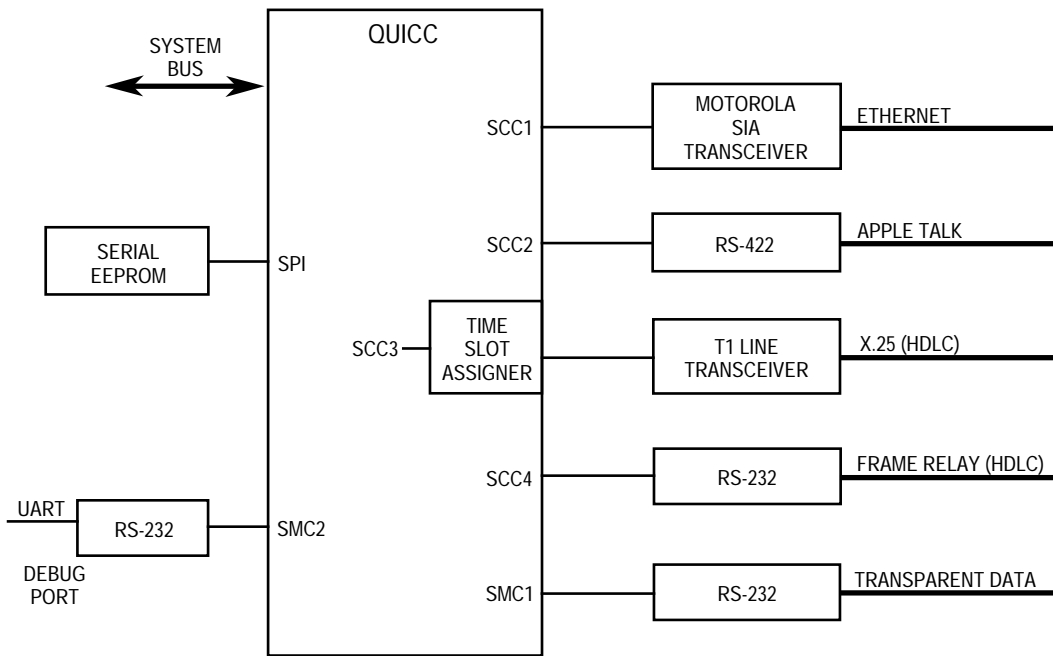 QUICC
SYSTEM
BUS
SCC1
MOTOROLA
SIA
TRANSCEIVER
ETHERNET
SERIAL
EEPROM
SPI
SCC2
RS-422
APPLE TALK
SCC3
TIME
SLOT
ASSIGNER
T1 LINE
TRANSCEIVER
X.25 (HDLC)
SCC4
RS-232
FRAME RELAY (HDLC)
UART
RS-232
SMC2
DEBUG
PORT
SMC1
RS-232
TRANSPARENT DATA